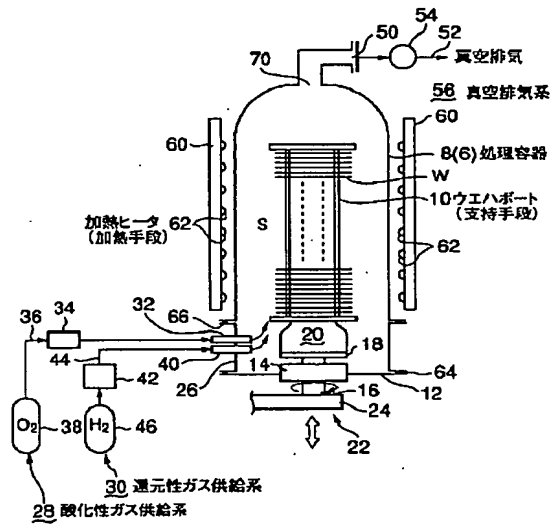 50
54
52
真空排気
70
56 真空排気系
60
60
8(6)処理容器
W
10ウエハボート
(支持手段)
加熱ヒータ
(加熱手段)
62
S
62
66
36
34
32
20
18
44
40
14
64
42
26
16
12
24
O₂
38
H₂
46
22
30 還元性ガス供給系
28 酸化性ガス供給系